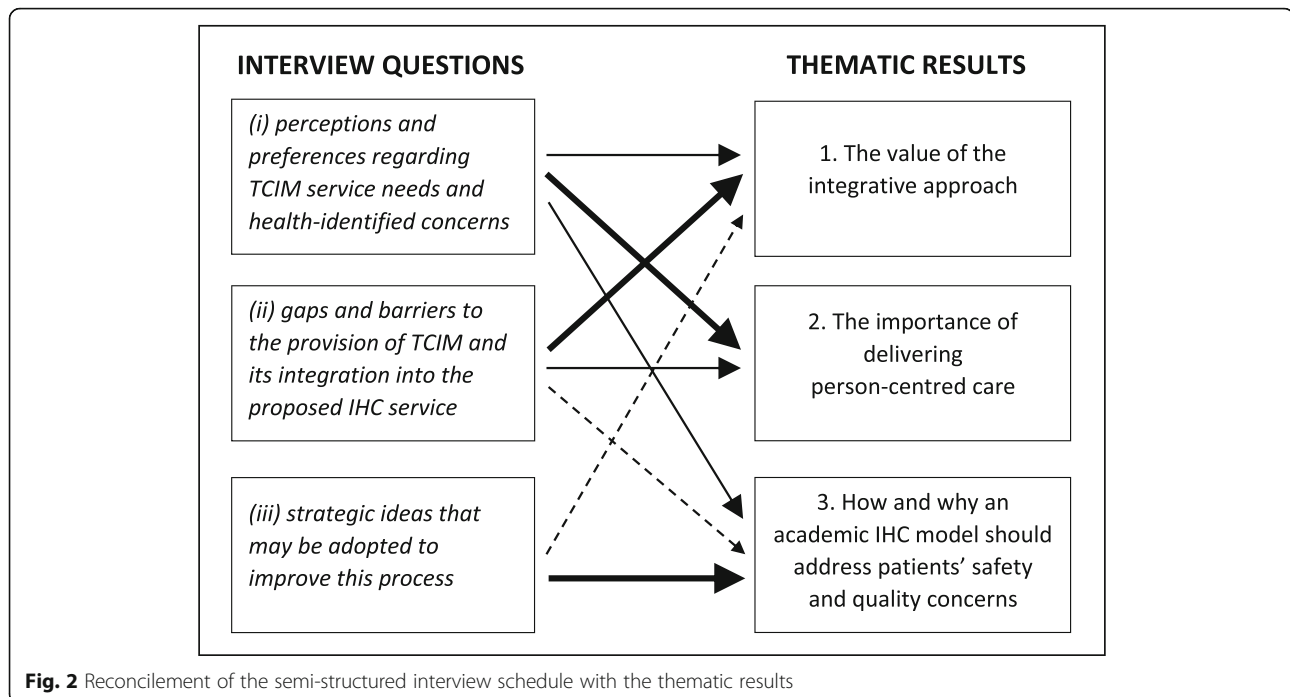 INTERVIEW QUESTIONS
(i) perceptions and
preferences regarding
TCIM service needs and
health-identified concerns
(ii) gaps and barriers to
the provision of TCIM and
its integration into the
proposed IHC service
(iii) strategic ideas that
may be adopted to
improve this process
THEMATIC RESULTS
1. The value of the
integrative approach
2. The importance of
delivering
person-centred care
3. How and why an
academic IHC model should
address patients’ safety
and quality concerns
Fig. 2 Reconcilement of the semi-structured interview schedule with the thematic results